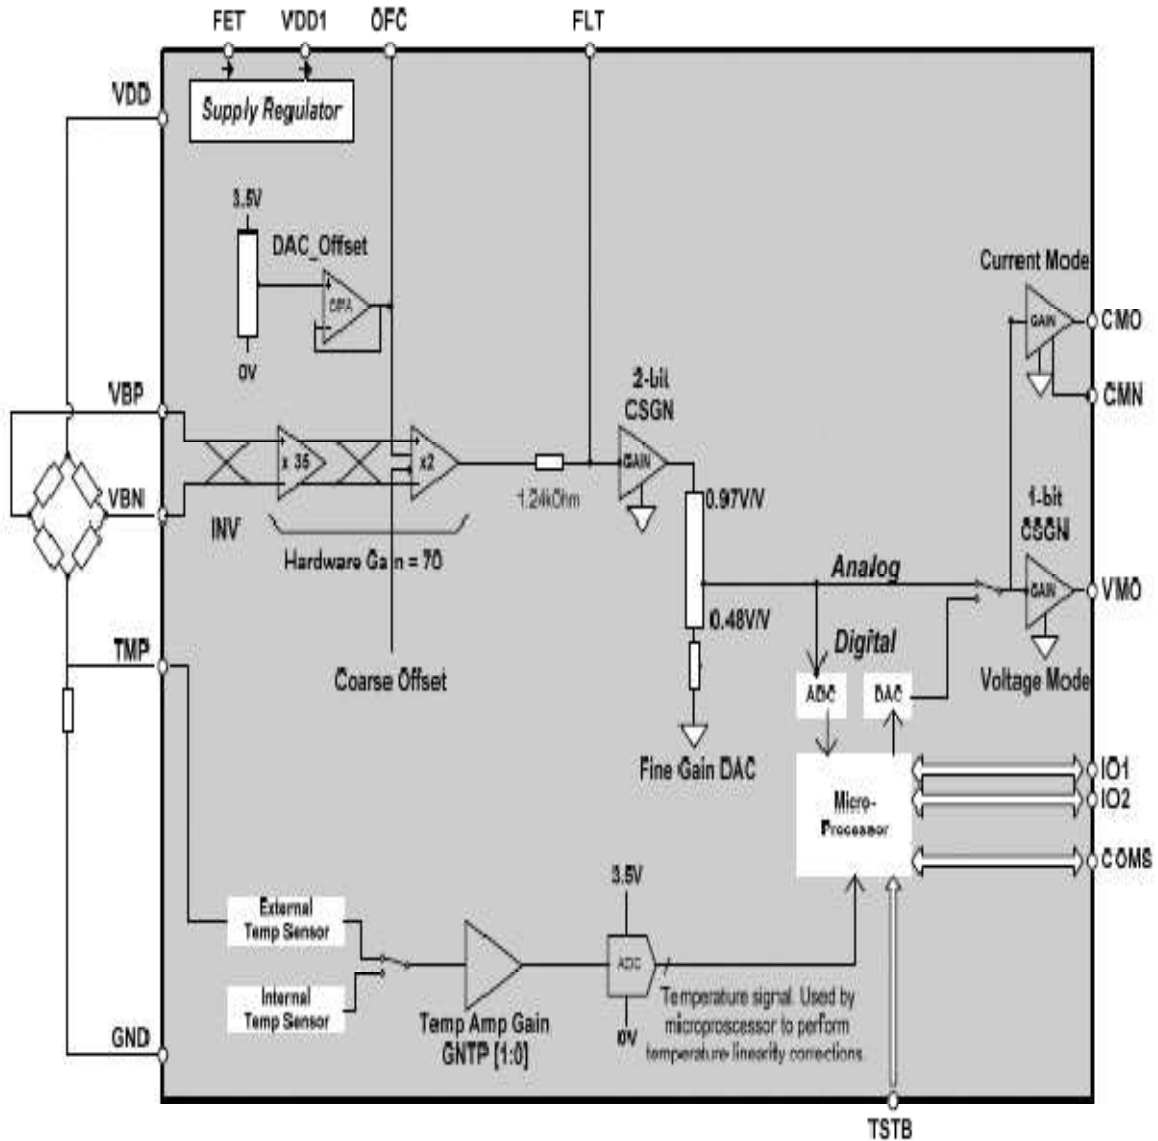 FET VDD1 OFC FLT
VDD
Supply Regulator
3.5V
DAC_Offset
OPA
0V
Current Mode
GAIN
CMO
CMN
VBP
2-bit
CSGN
x 35
x2
GAIN
VBN
INV
1.24kOhm
0.97V/V
1-bit
CSGN
Hardware Gain = 70
Analog
GAIN
VMO
0.48V/V
TMP
Digital
Coarse Offset
ADC
DAC
Voltage Mode
Fine Gain DAC
IO1
Micro-
Processor
IO2
COMS
3.5V
External
Temp Sensor
ADC
Internal
Temp Sensor
Temperature signal. Used by
microproscessor to perform
temperature linearity corrections.
Temp Amp Gain
GNTP [1:0]
0V
GND
TSTB